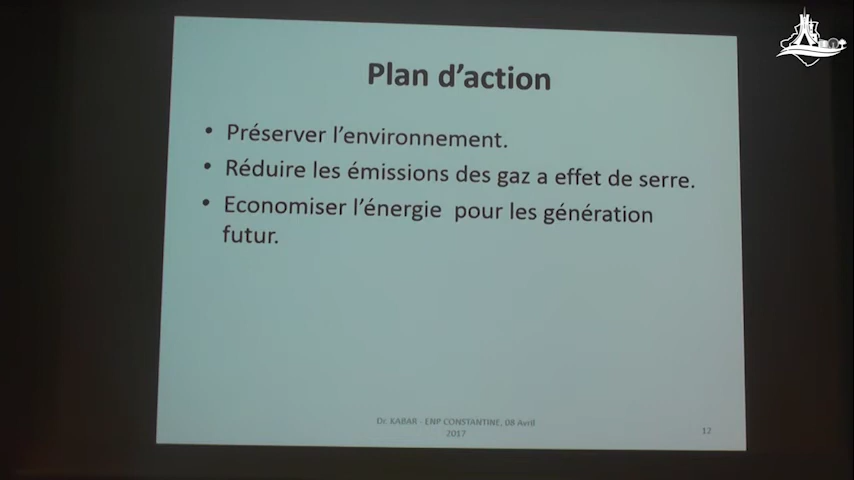 Plan d’action
• Préserver l’environnement.
• Réduire les émissions des gaz a effet de serre.
• Economiser l’énergie pour les génération
futur.
Dr. KABAR - ENP CONSTANTINE, 08 Avril
2017
12